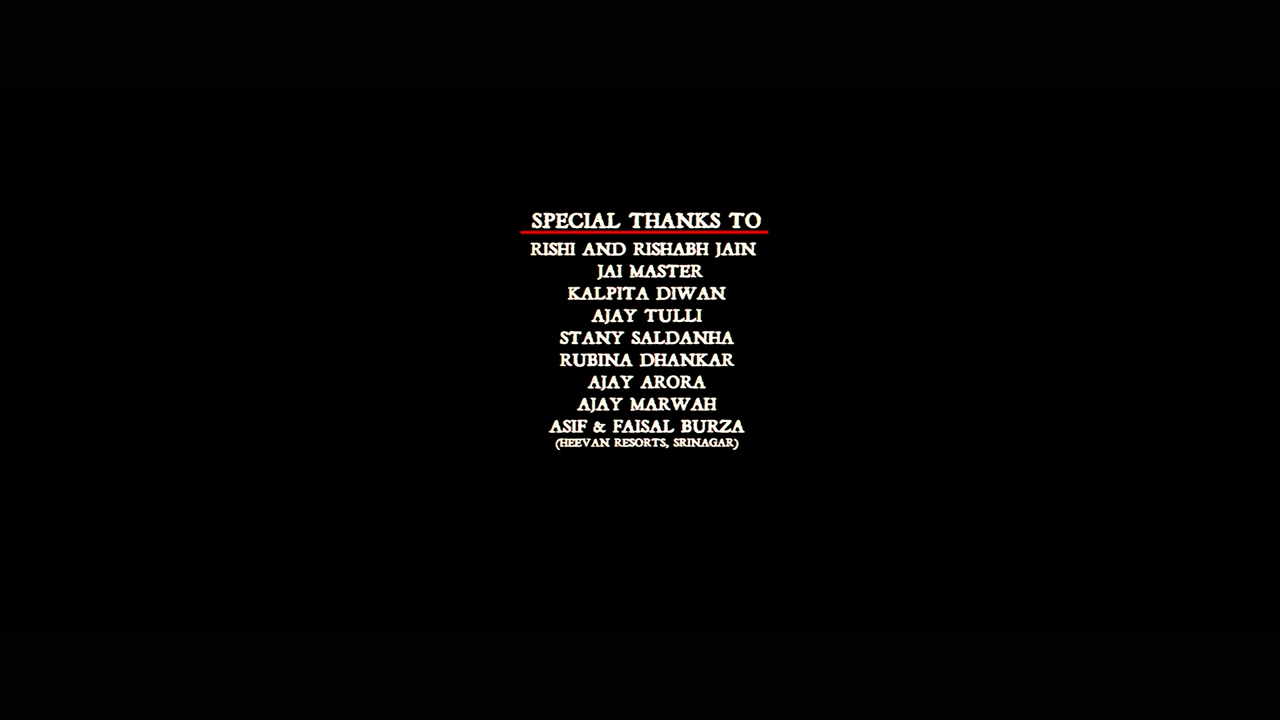 SPECIAL THANKS TO
RISHI AND RISHABH JAIN
JAI MASTER
KALPITA DIWAN
AJAY TULLI
STANY SALDANHA
RUBINA DHANKAR
AJAY ARORA
AJAY MARWAH
ASIF & FAISAL BURZA
(HEEVAN RESORTS, SRINAGAR)